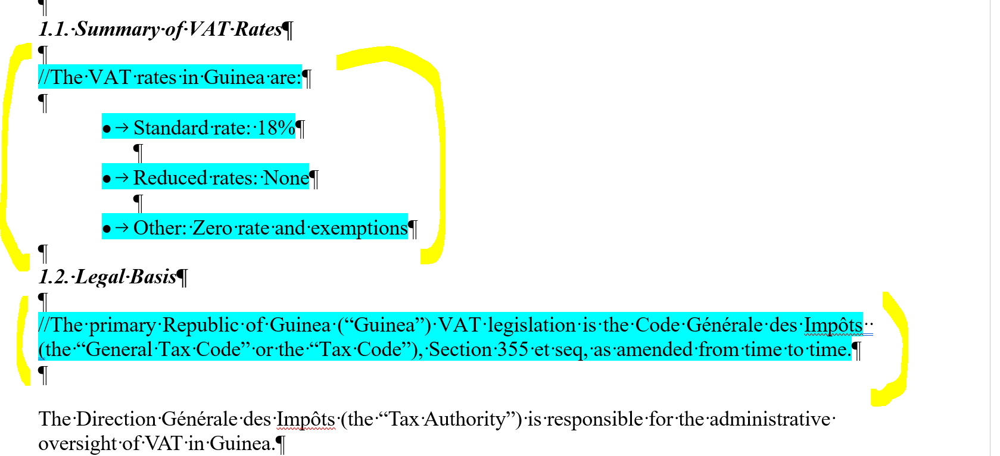 ¶
1.1.·Summary·of·VAT·Rates¶
¶
//The·VAT·rates·in·Guinea·are:¶
¶
●→Standard·rate:·18%¶
¶
●→Reduced·rates:·None¶
¶
●→Other:·Zero·rate·and·exemptions¶
¶
1.2.·Legal·Basis¶
¶
//The·primary·Republic·of·Guinea·(“Guinea”)·VAT·legislation·is·the·Code·Générale·des·Impôts··
(the·“General·Tax·Code”·or·the·“Tax·Code”),·Section·355·et·seq,·as·amended·from·time·to·time.¶
¶
The·Direction·Générale·des·Impôts·(the·“Tax·Authority”)·is·responsible·for·the·administrative·
oversight·of·VAT·in·Guinea.¶